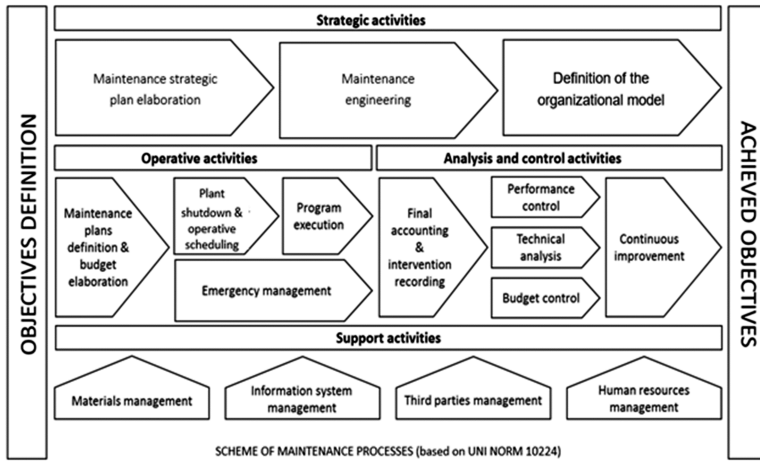 OBJECTIVES DEFINITION
Strategic activities
Maintenance strategic
plan elaboration
Maintenance
engineering
Definition of the
organizational model
Operative activities
Analysis and control activities
Maintenance
plans
definition &
budget
elaboration
Plant
shutdown &
operative
scheduling
Program
execution
Emergency management
Final
accounting
&
intervention
recording
Performance
control
Technical
analysis
Budget control
Continuous
improvement
Support activities
Materials management
Information system
management
Third parties management
Human resources
management
ACHIEVED OBJECTIVES
SCHEME OF MAINTENANCE PROCESSES (based on UNI NORM 10224)